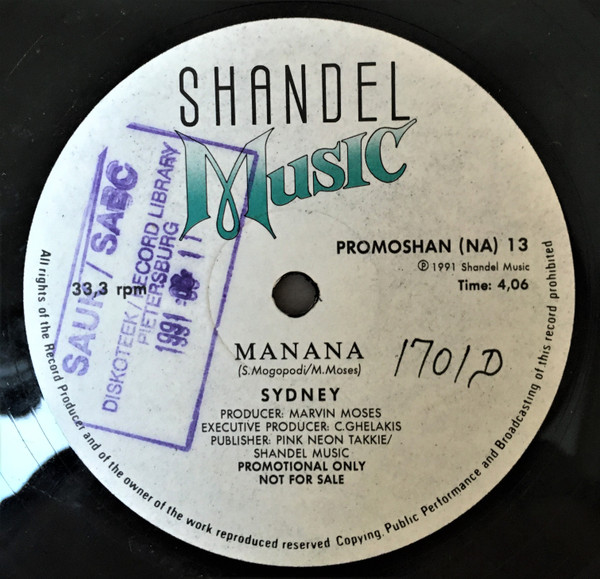 SHANDEL
Music
PROMOSHAN (NA) 13
℗ 1991 Shandel Music
33,3 rpm
Time: 4,06
SAUK / SABC
DISKOTEEK / RECORD LIBRARY
PIETERSBURG
1991 11
MANANA
(S.Mogopodi/M.Moses)
1701D
SYDNEY
PRODUCER: MARVIN MOSES
EXECUTIVE PRODUCER: C.GHELAKIS
PUBLISHER: PINK NEON TAKKIE/
SHANDEL MUSIC
PROMOTIONAL ONLY
NOT FOR SALE
All rights of the Record Producer and of the owner of the work reproduced reserved Copying, Public Performance and Broadcasting of this record prohibited